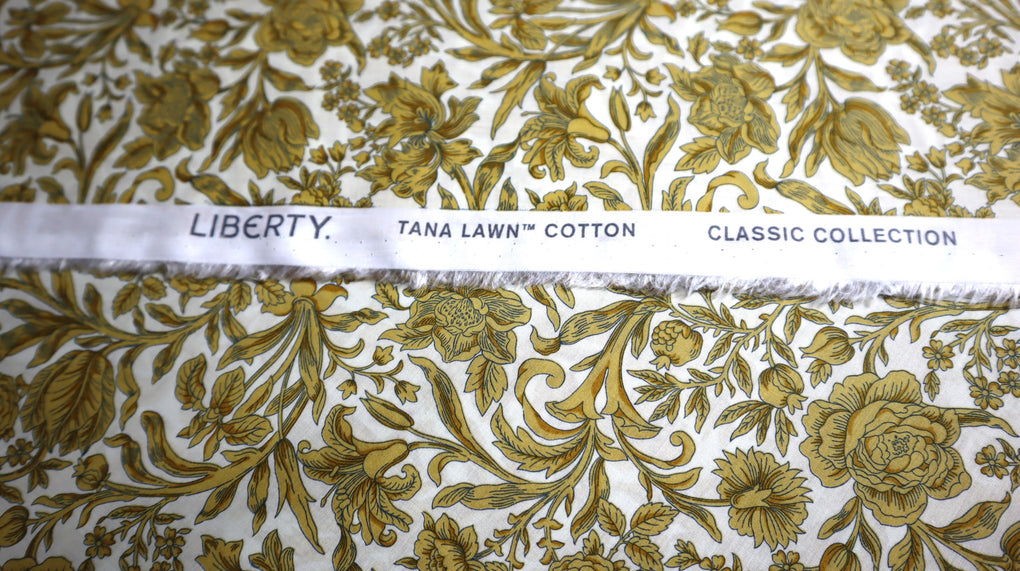 LIBERTY. TANA LAWN™ COTTON CLASSIC COLLECTION